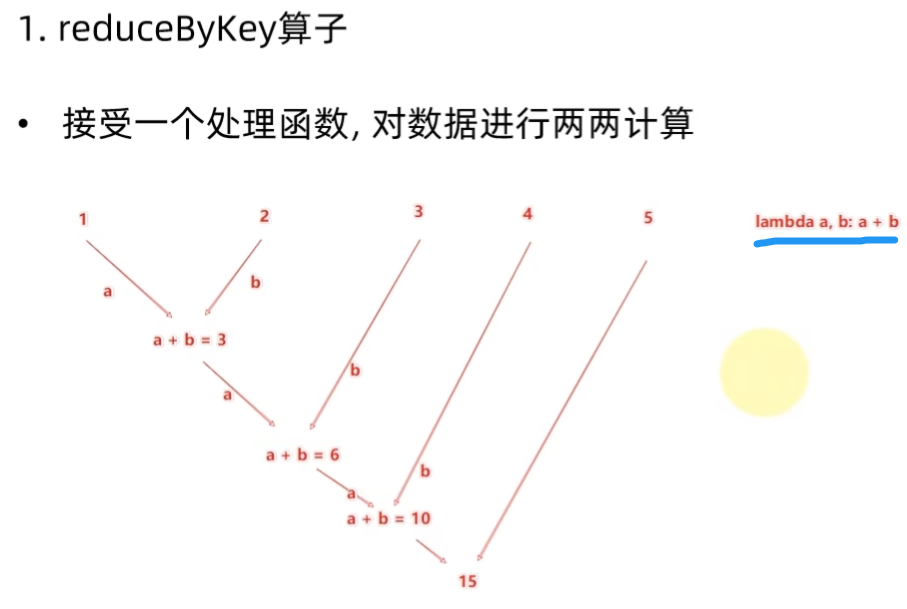 1. reduceByKey算子
• 接受一个处理函数, 对数据进行两两计算
1 2 3 4 5 lambda a, b: a + b
a b
a + b = 3
a b
a + b = 6
a b
a + b = 10
15